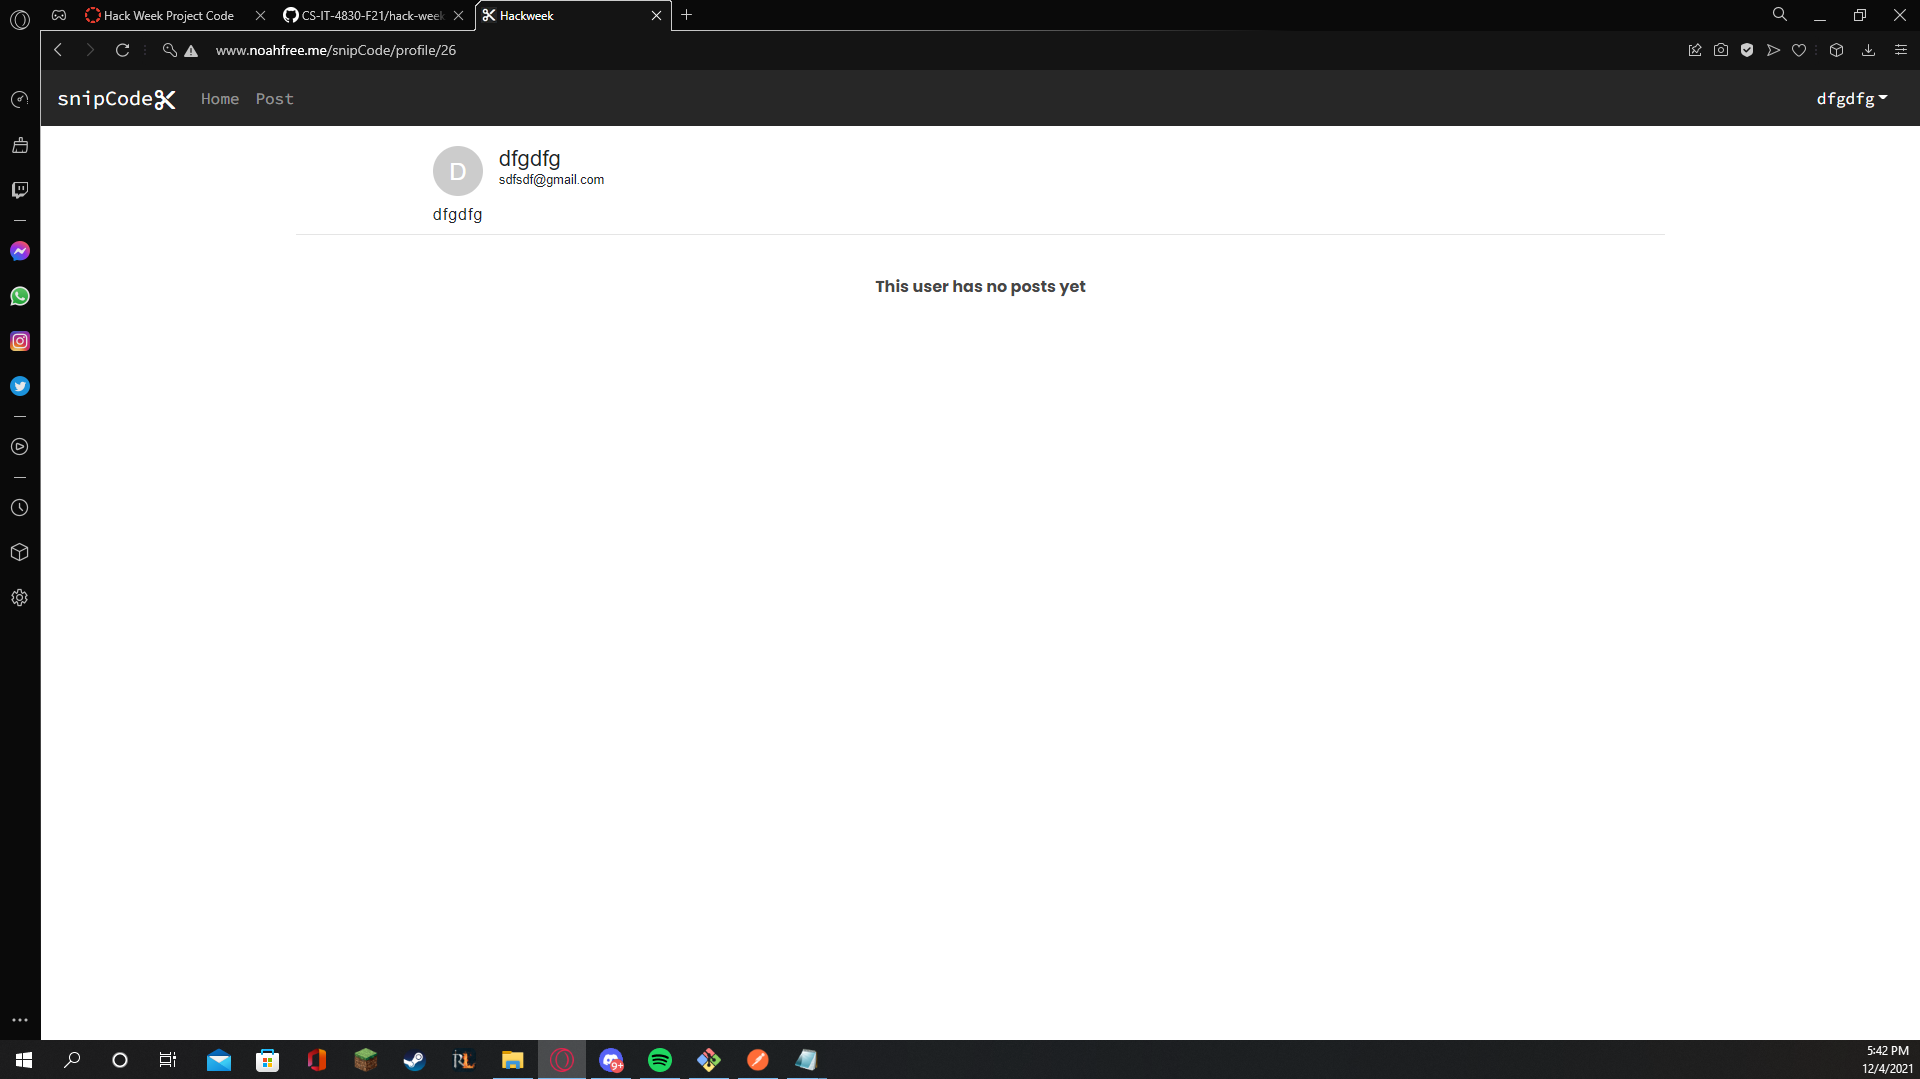 Hack Week Project Code
CS-IT-4830-F21/hack-week
Hackweek
www.noahfree.me/snipCode/profile/26
snipCode
Home
Post
dfgdfg
D
dfgdfg
sdfsdf@gmail.com
dfgdfg
This user has no posts yet
RL
9+
5:42 PM
12/4/2021